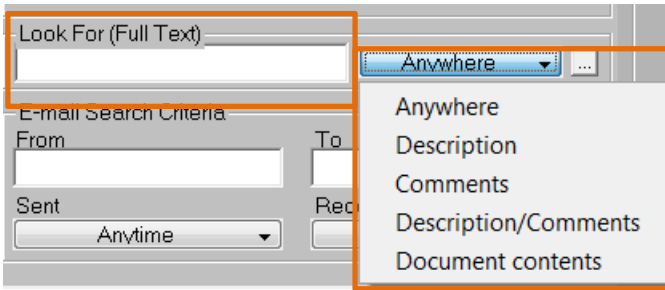 Look For (Full Text)
Anywhere
...
Anywhere
Description
Comments
Description/Comments
Document contents
E-mail Search Criteria
From
To
Sent
Anytime